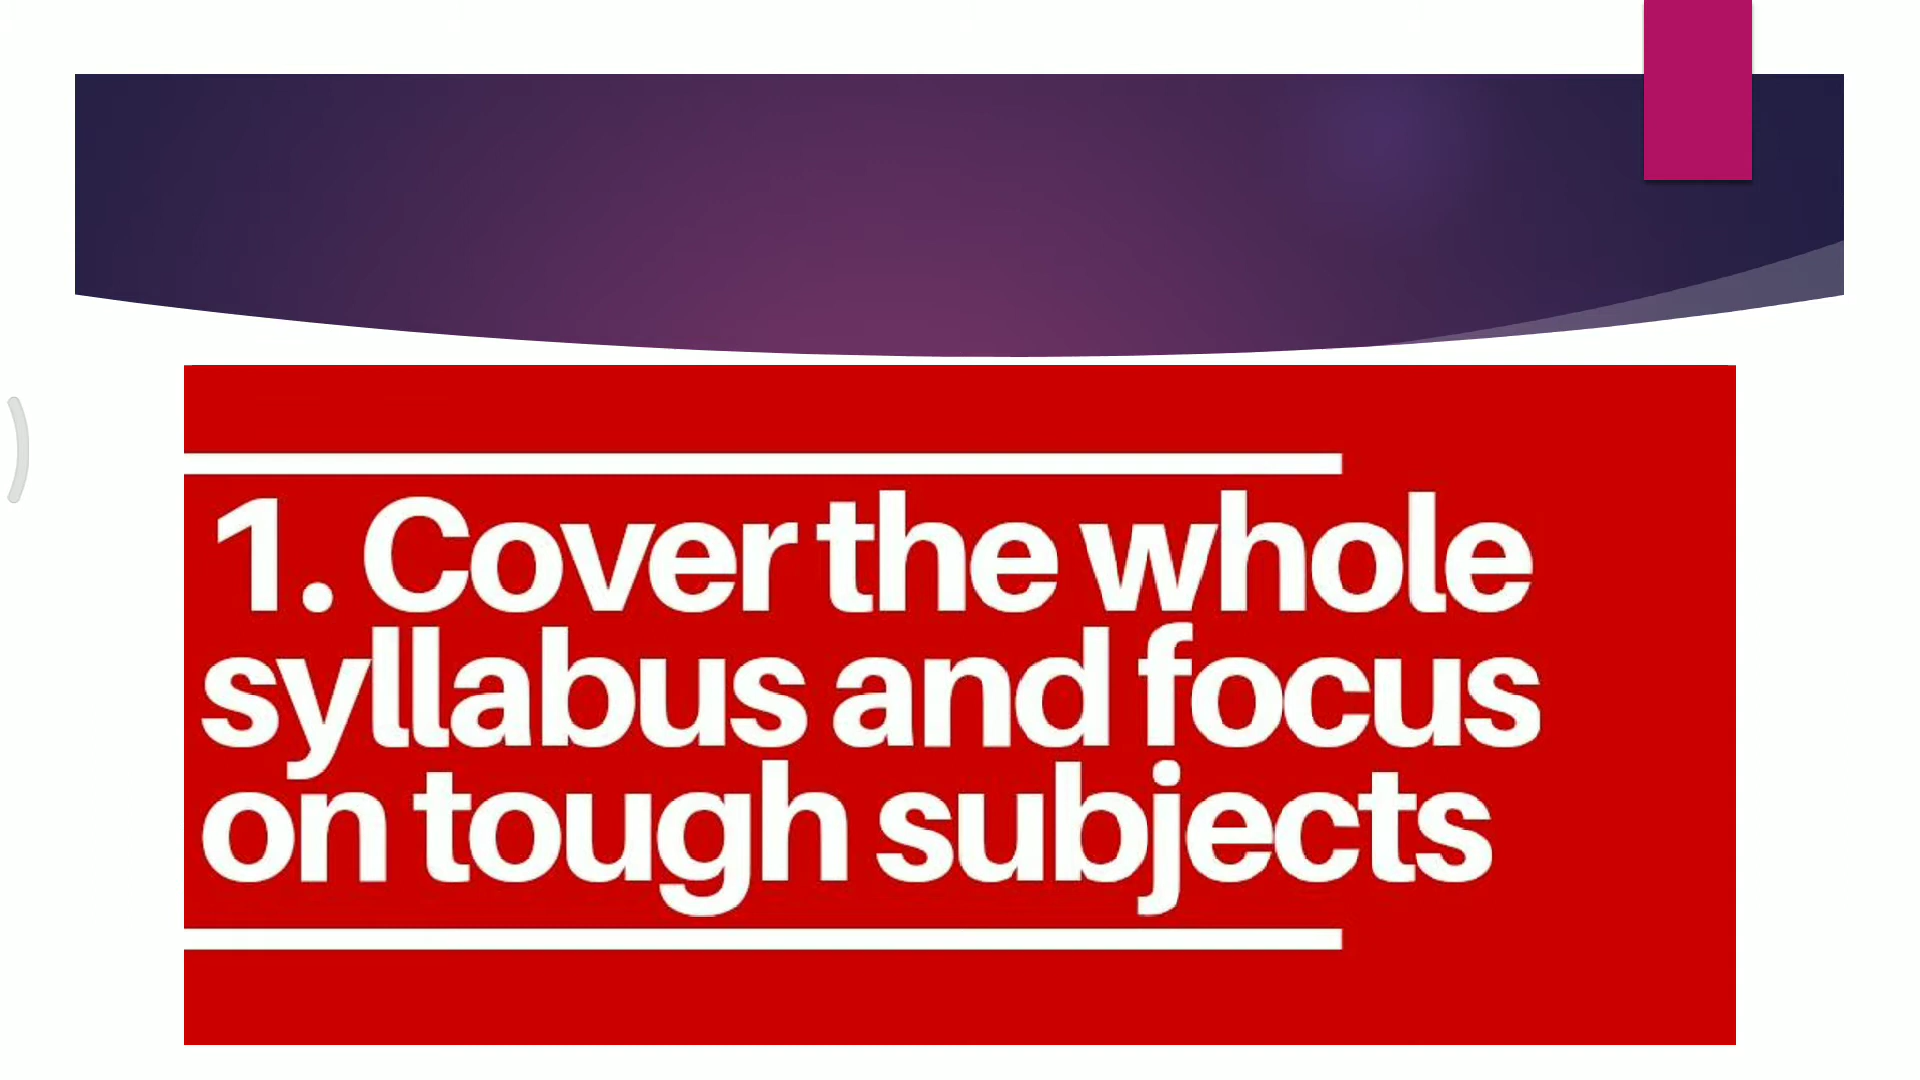 1. Cover the whole
syllabus and focus
on tough subjects